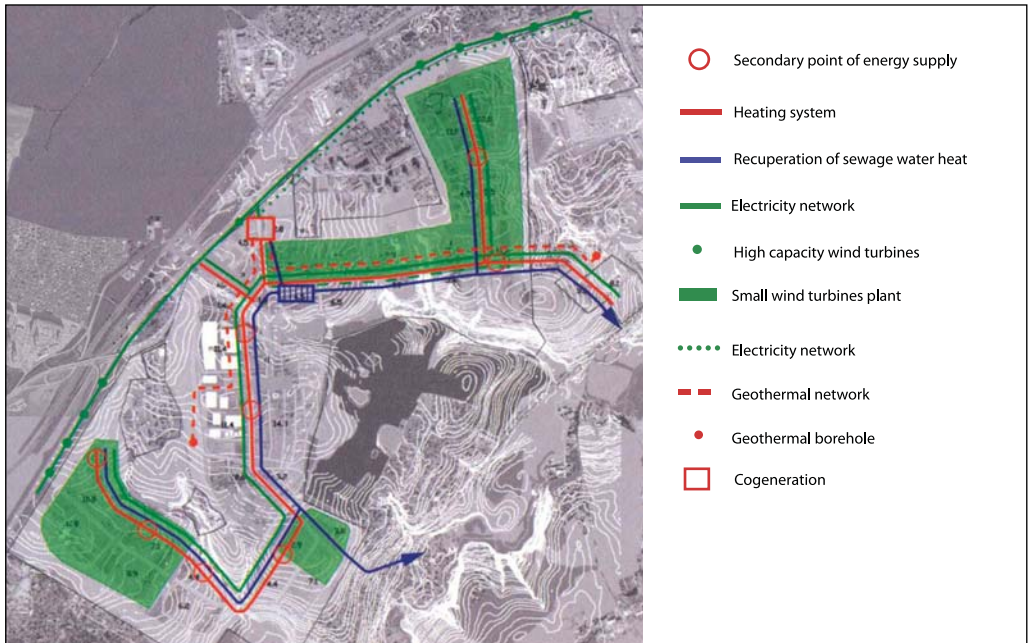 Secondary point of energy supply
Heating system
Recuperation of sewage water heat
Electricity network
High capacity wind turbines
Small wind turbines plant
Electricity network
Geothermal network
Geothermal borehole
Cogeneration